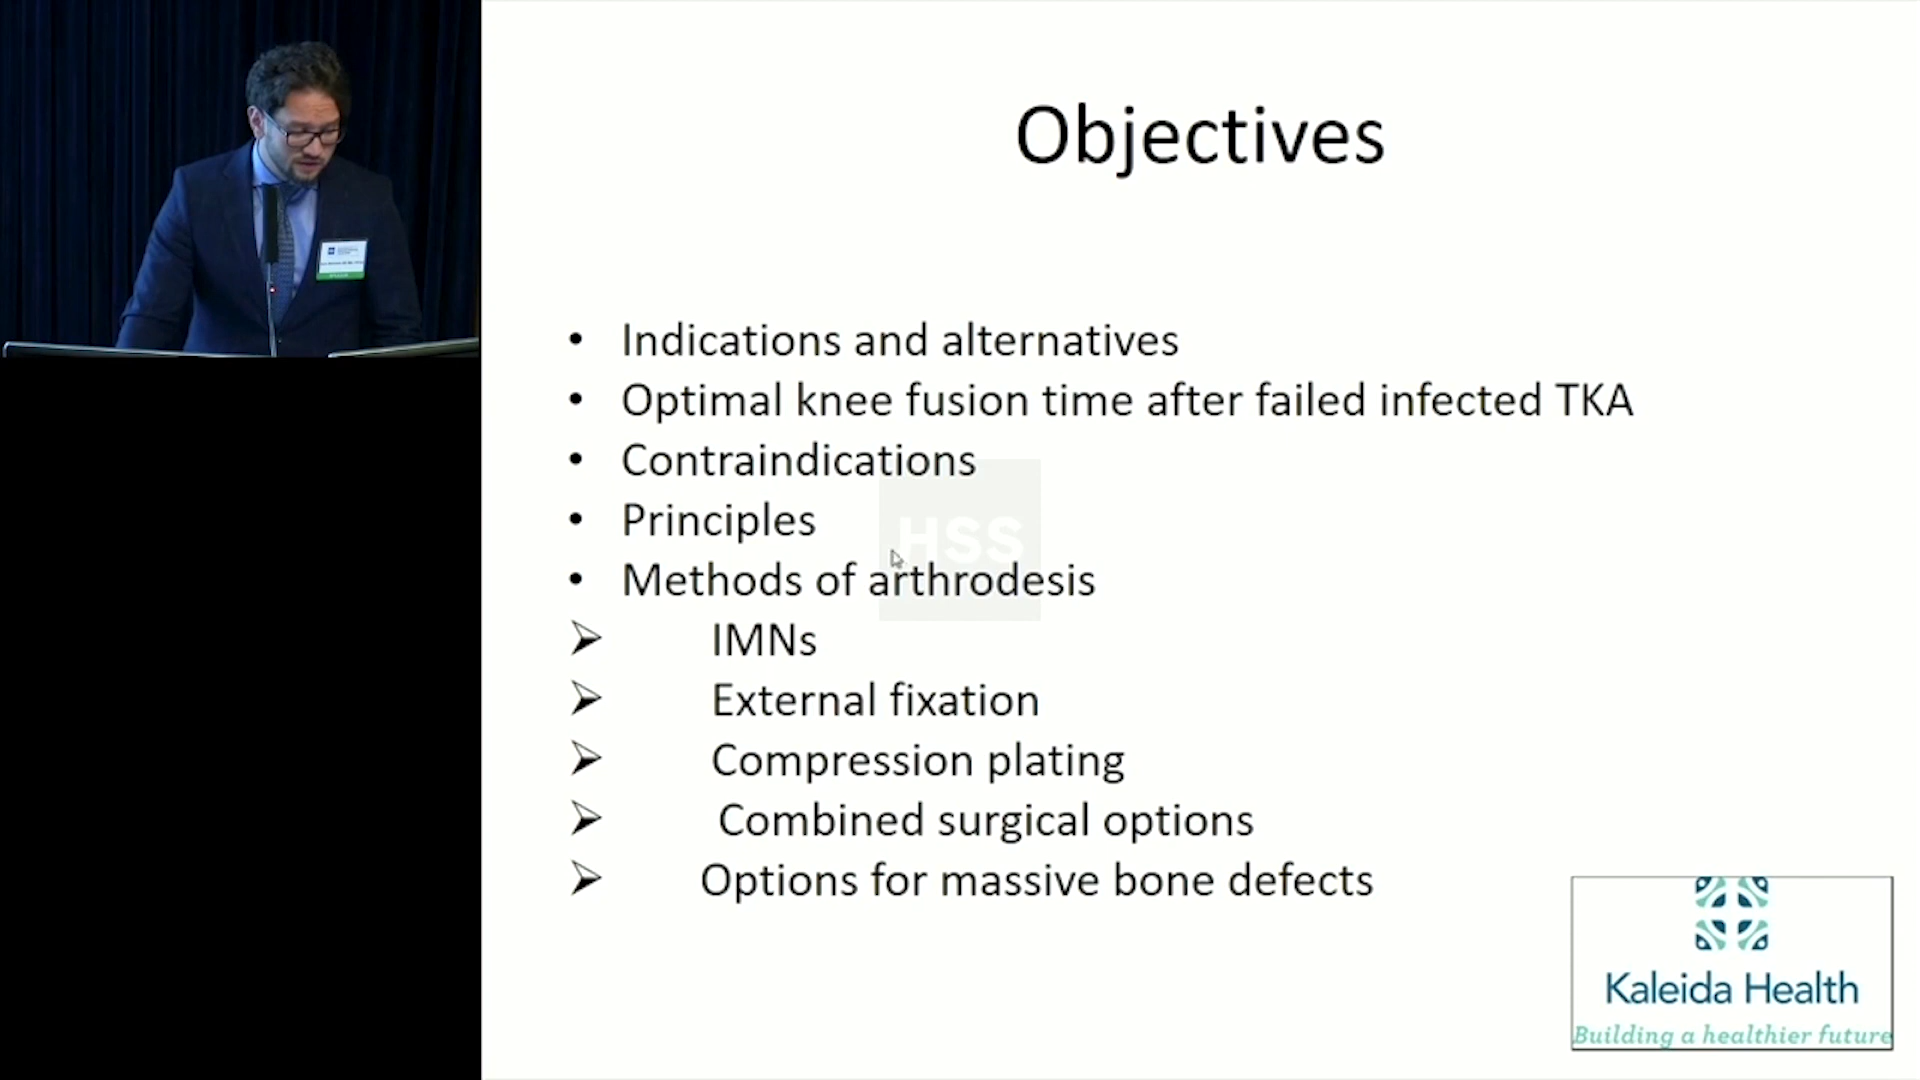 Objectives
• Indications and alternatives
• Optimal knee fusion time after failed infected TKA
• Contraindications
• Principles
HSS
• Methods of arthrodesis
➢ IMNs
➢ External fixation
➢ Compression plating
➢ Combined surgical options
➢ Options for massive bone defects
Kaleida Health
Building a healthier future